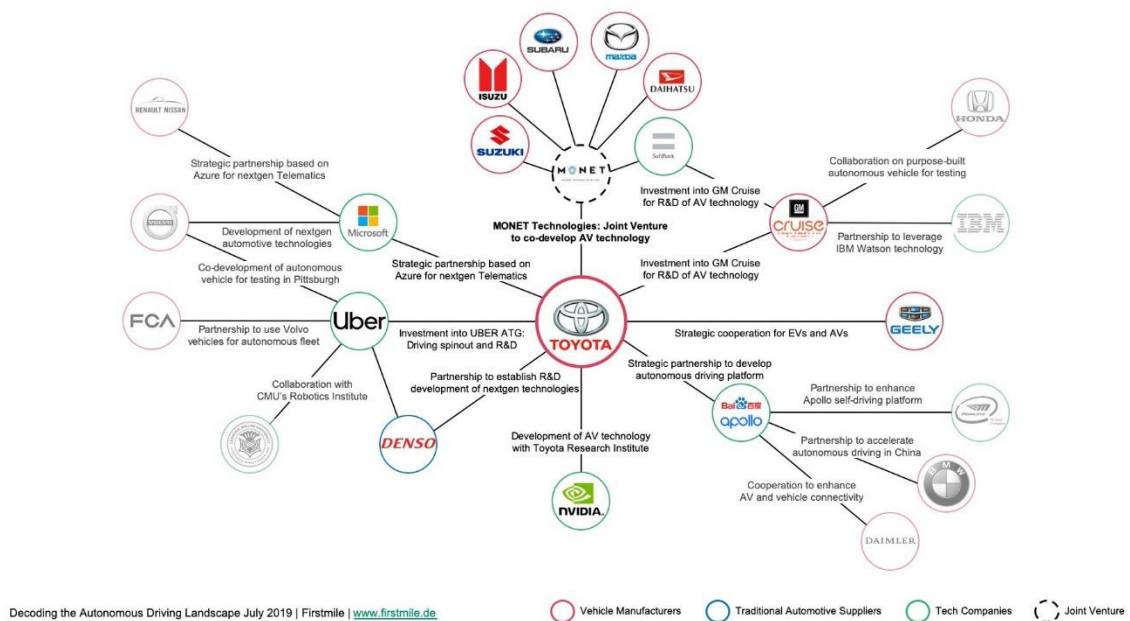 SUBARU
mazda
ISUZU
DAIHATSU
RENAULT NISSAN
HONDA
SUZUKI
MONET
SoftBank
Strategic partnership based on
Azure for nextgen Telematics
Collaboration on purpose-built
autonomous vehicle for testing
Investment into GM Cruise
for R&D of AV technology
VOLVO
Microsoft
GM
cruise
IBM
Development of nextgen
automotive technologies
MONET Technologies: Joint Venture
to co-develop AV technology
Partnership to leverage
IBM Watson technology
Co-development of autonomous
vehicle for testing in Pittsburgh
Strategic partnership based on
Azure for nextgen Telematics
Investment into GM Cruise
for R&D of AV technology
FCA
Partnership to use Volvo
vehicles for autonomous fleet
Uber
Investment into UBER ATG:
Driving spinout and R&D
TOYOTA
Strategic cooperation for EVs and AVs
GEELY
Partnership to establish R&D
development of nextgen technologies
Strategic partnership to develop
autonomous driving platform
Collaboration with
CMU's Robotics Institute
Partnership to enhance
Apollo self-driving platform
Bai百度
apollo
DENSO
Development of AV technology
with Toyota Research Institute
Partnership to accelerate
autonomous driving in China
BMW
Cooperation to enhance
AV and vehicle connectivity
NVIDIA.
DAIMLER
Decoding the Autonomous Driving Landscape July 2019 | Firstmile | www.firstmile.de
Vehicle Manufacturers
Traditional Automotive Suppliers
Tech Companies
Joint Venture